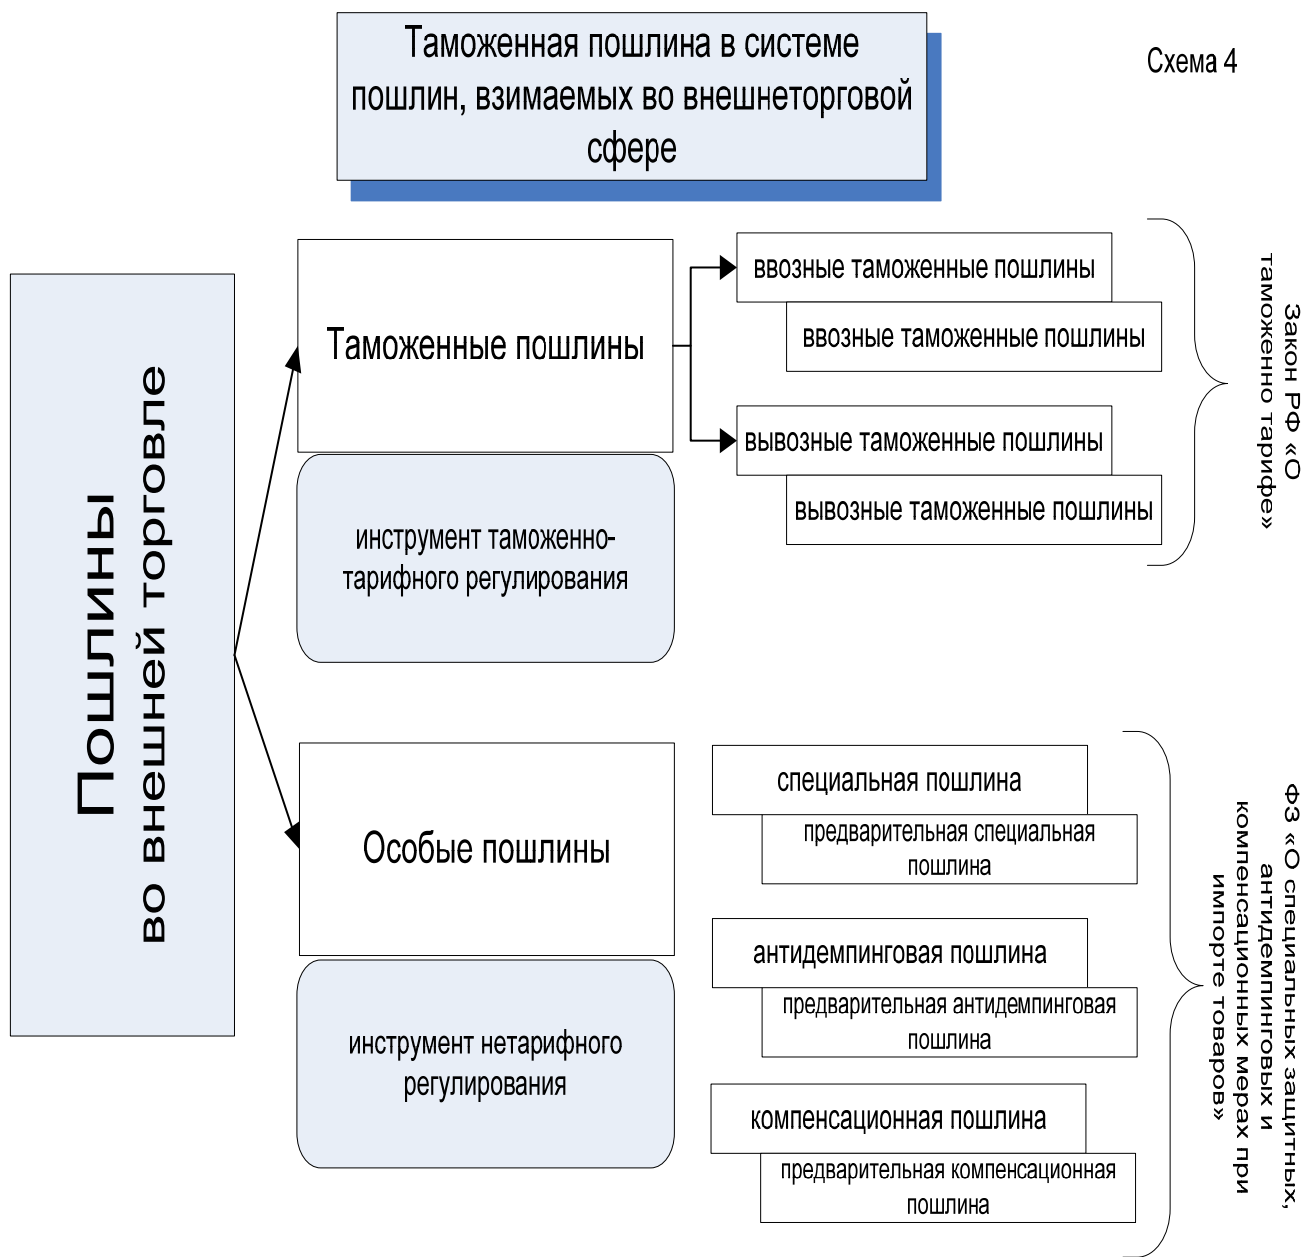 Таможенная пошлина в системе
пошлин, взимаемых во внешнеторговой
сфере
Схема 4
Пошлины
во внешней торговле
Таможенные пошлины
инструмент таможенно-
тарифного регулирования
ввозные таможенные пошлины
ввозные таможенные пошлины
вывозные таможенные пошлины
вывозные таможенные пошлины
Закон РФ «О
таможенно тарифе»
Особые пошлины
инструмент нетарифного
регулирования
специальная пошлина
предварительная специальная
пошлина
антидемпинговая пошлина
предварительная антидемпинговая
пошлина
компенсационная пошлина
предварительная компенсационная
пошлина
ФЗ «О специальных защитных,
антидемпинговых и
компенсационных мерах при
импорте товаров»